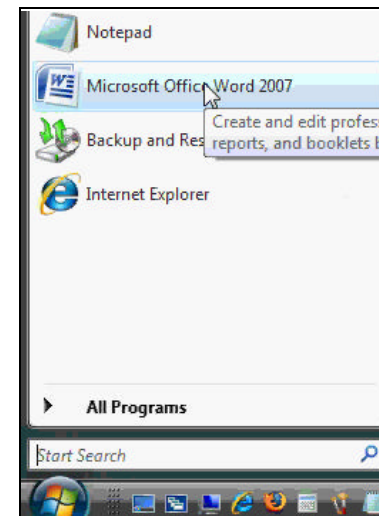 Notepad
Microsoft Office Word 2007
Create and edit profes
Backup and Res
reports, and booklets b
Internet Explorer
All Programs
Start Search